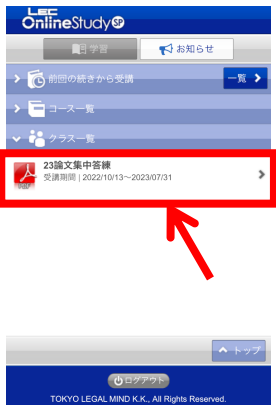 LEC
OnlineStudy SP
学習
お知らせ
前回の続きから受講
一覧
コース一覧
クラス一覧
23論文集中答練
受講期間 | 2022/10/13～2023/07/31
PDF
トップ
ログアウト
TOKYO LEGAL MIND K.K., All Rights Reserved.